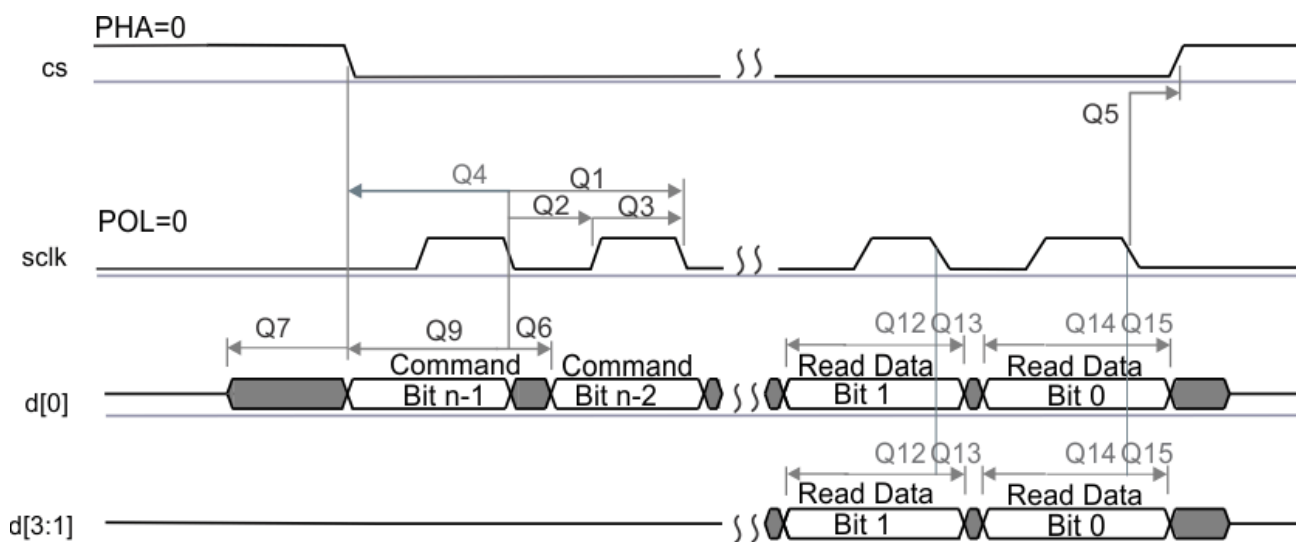 PHA=0
cs
Q5
Q4 Q1
Q2 Q3
POL=0
sclk
Q7 Q9 Q6 Q12 Q13 Q14 Q15
Command Command Read Data Read Data
d[0] Bit n-1 Bit n-2 Bit 1 Bit 0
Q12 Q13 Q14 Q15
Read Data Read Data
d[3:1] Bit 1 Bit 0